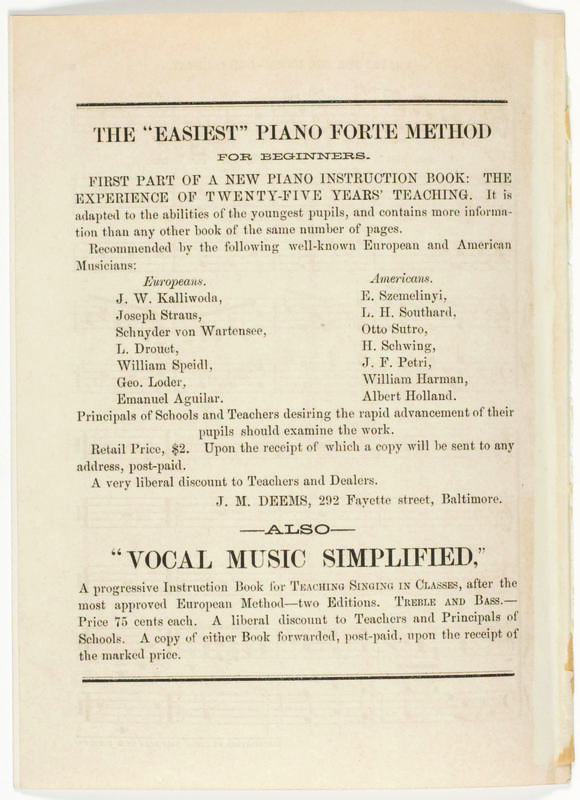 THE "EASIEST" PIANO FORTE METHOD
FOR BEGINNERS.
FIRST PART OF A NEW PIANO INSTRUCTION BOOK: THE
EXPERIENCE OF TWENTY-FIVE YEARS' TEACHING. It is
adapted to the abilities of the youngest pupils, and contains more informa-
tion than any other book of the same number of pages.
Recommended by the following well-known European and American
Musicians:
Europeans.
J. W. Kalliwoda,
Joseph Straus,
Schnyder von Wartensee,
L. Drouet,
William Speidl,
Geo. Loder,
Emanuel Aguilar.
Americans.
E. Szemelinyi,
L. H. Southard,
Otto Sutro,
H. Schwing,
J. F. Petri,
William Harman,
Albert Holland.
Principals of Schools and Teachers desiring the rapid advancement of their
pupils should examine the work.
Retail Price, $2. Upon the receipt of which a copy will be sent to any
address, post-paid.
A very liberal discount to Teachers and Dealers.
J. M. DEEMS, 292 Fayette street, Baltimore.
—ALSO—
"VOCAL MUSIC SIMPLIFIED,"
A progressive Instruction Book for TEACHING SINGING IN CLASSES, after the
most approved European Method—two Editions. TREBLE AND BASS.—
Price 75 cents each. A liberal discount to Teachers and Principals of
Schools. A copy of either Book forwarded, post-paid, upon the receipt of
the marked price.